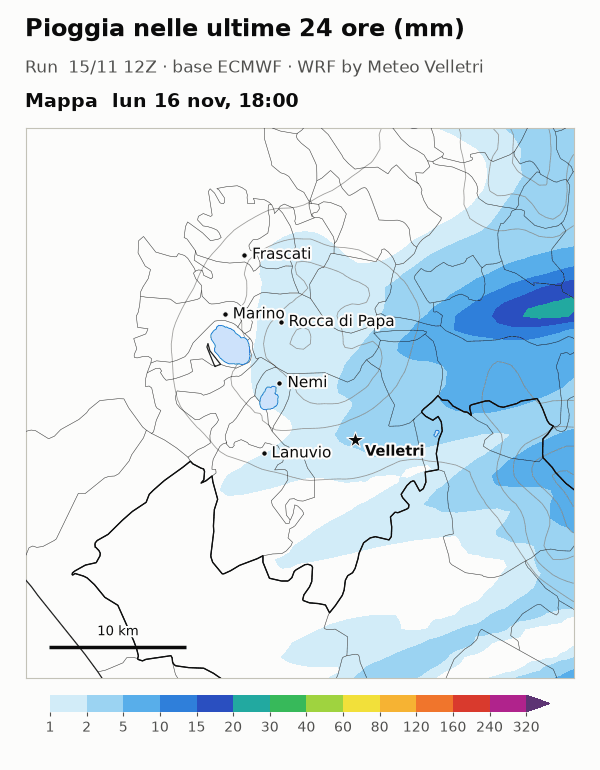 Pioggia nelle ultime 24 ore (mm)
Run  15/11 12Z · base ECMWF · WRF by Meteo Velletri
Mappa  lun 16 nov, 18:00
Frascati
Marino
Rocca di Papa
Nemi
Velletri
Lanuvio
10 km
1 2 5 10 15 20 30 40 60 80 120 160 240 320